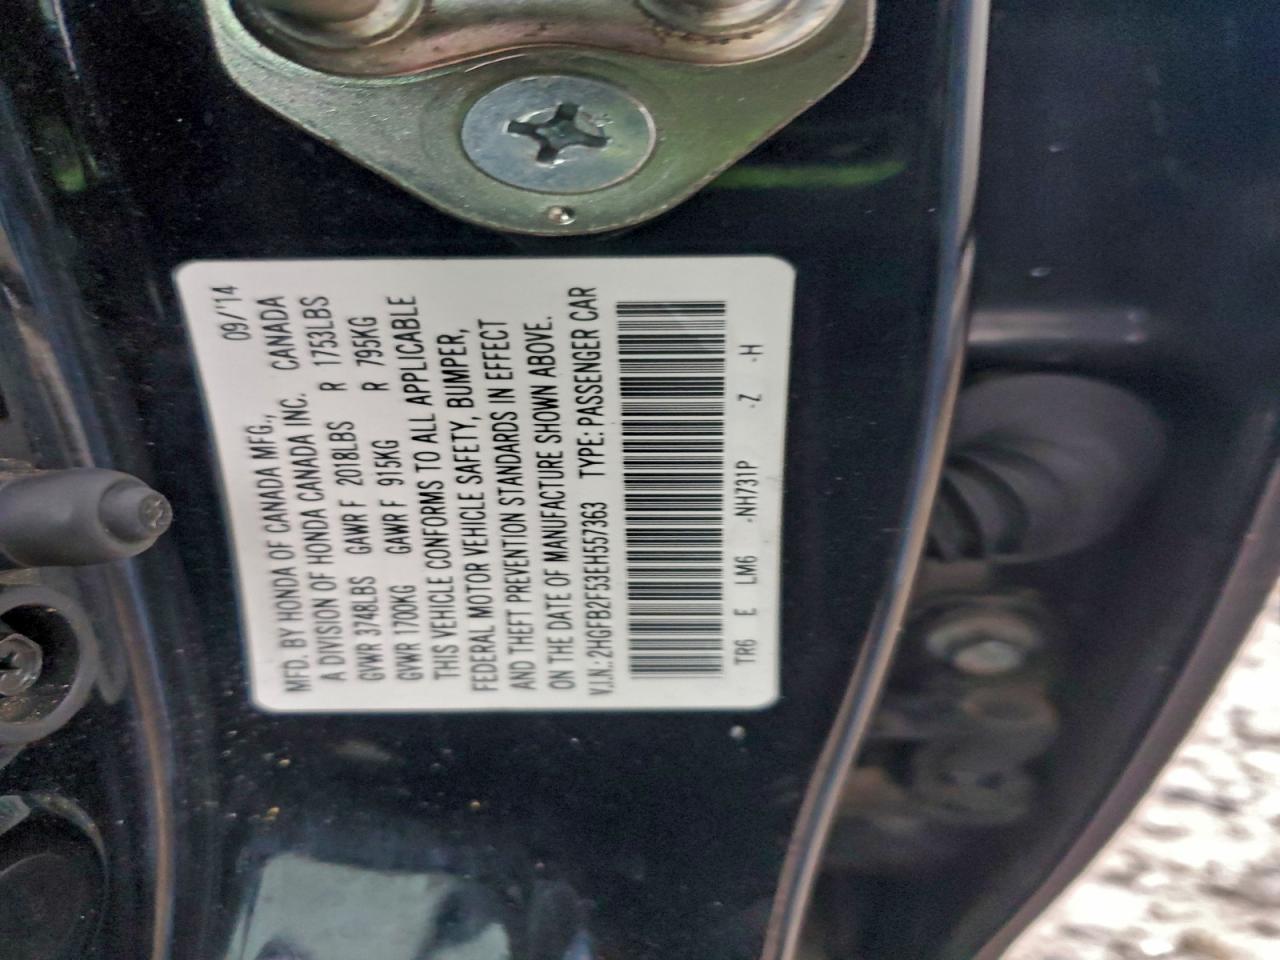 09/'14
MFD. BY HONDA OF CANADA MFG.,
A DIVISION OF HONDA CANADA INC. CANADA
GVWR 3748LBS GAWR F 2018LBS R 1753LBS
GVWR 1700KG GAWR F 915KG R 795KG
THIS VEHICLE CONFORMS TO ALL APPLICABLE
FEDERAL MOTOR VEHICLE SAFETY, BUMPER,
AND THEFT PREVENTION STANDARDS IN EFFECT
ON THE DATE OF MANUFACTURE SHOWN ABOVE.
V.I.N.: 2HGFB2F53EH557363 TYPE: PASSENGER CAR
TR6 E LM6 -NH731P -Z -H